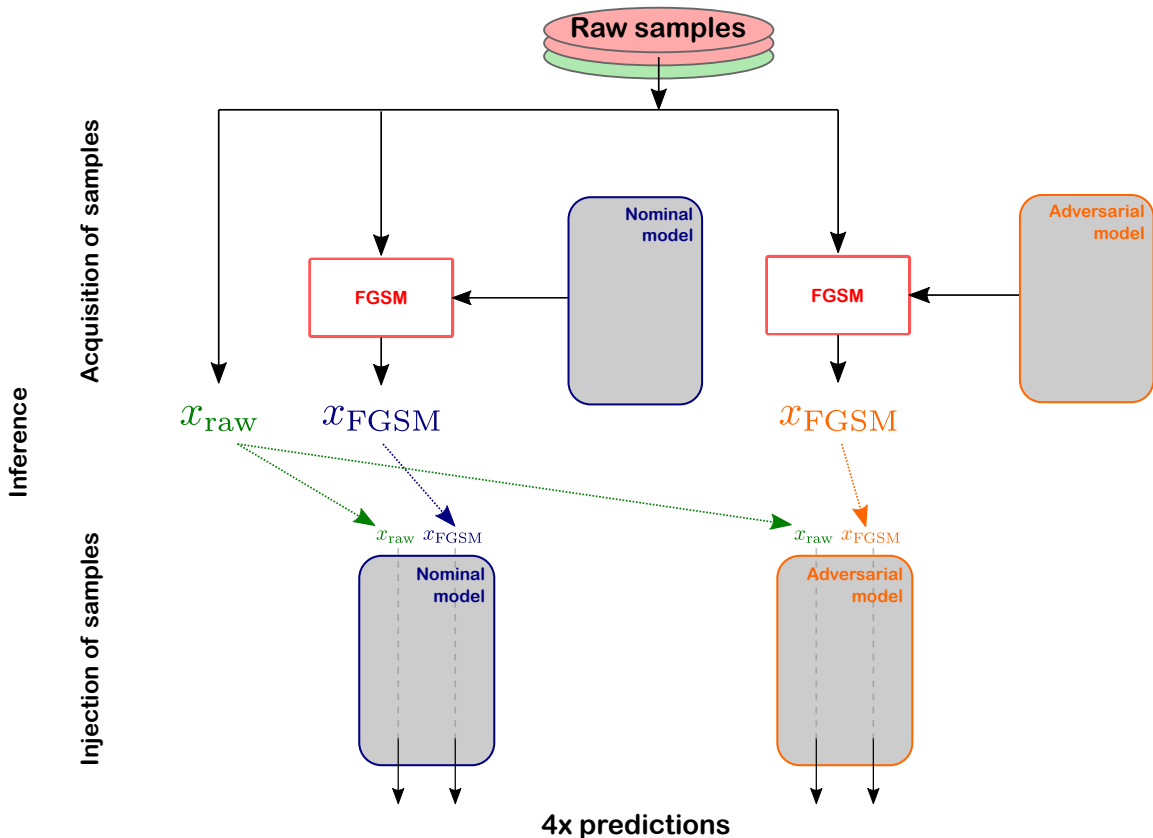 Raw samples
Acquisition of samples
Nominal
model
Adversarial
model
FGSM
FGSM
Inference
x_raw
x_FGSM
x_FGSM
x_raw
x_FGSM
x_raw
x_FGSM
Injection of samples
Nominal
model
Adversarial
model
4x predictions